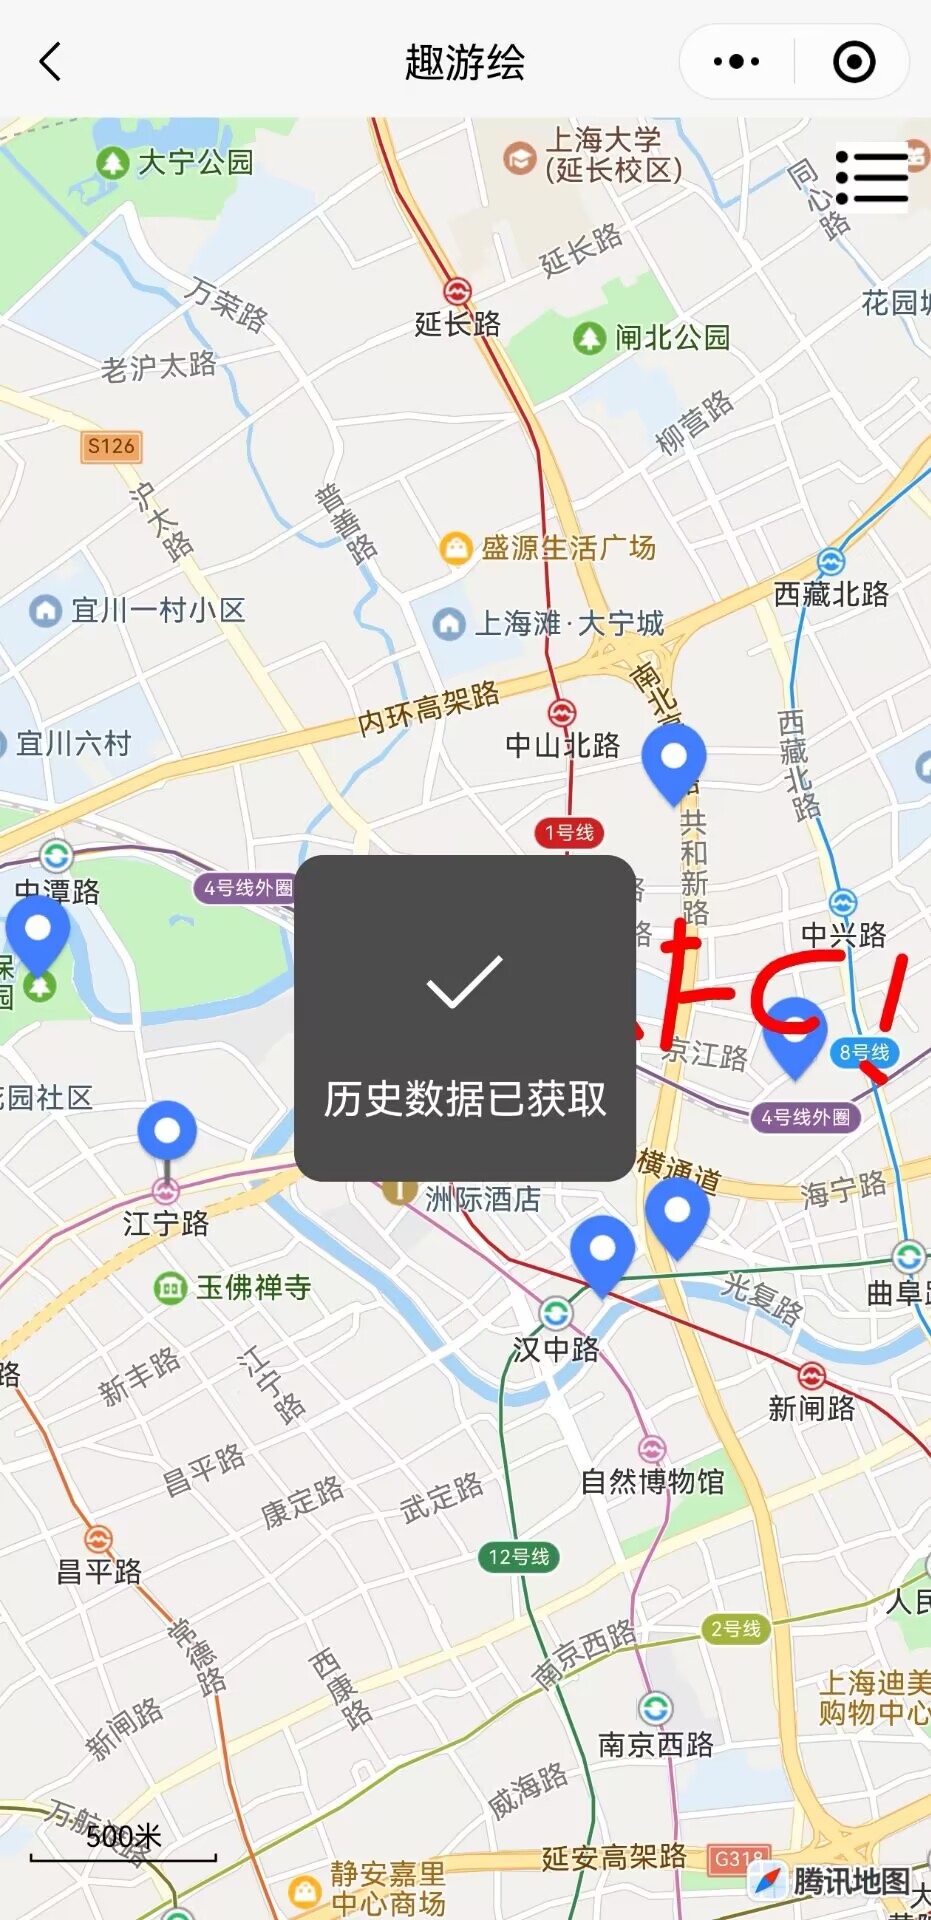 趣游绘
大宁公园
上海大学
(延长校区)
同心路
延长路
万荣路
花园城
延长路
闸北公园
老沪太路
柳营路
S126
沪太路
普善路
盛源生活广场
西藏北路
宜川一村小区
上海滩·大宁城
南北高
内环高架路
西藏北路
宜川六村
中山北路
共和新路
1号线
中潭路
4号线外圈
中兴路
京江路
8号线
花园社区
历史数据已获取
4号线外圈
横通道
海宁路
洲际酒店
江宁路
玉佛禅寺
光复路
曲阜路
汉中路
新丰路
江宁路
新闸路
昌平路
自然博物馆
康定路
武定路
12号线
昌平路
人民
2号线
常德路
南京西路
西康路
上海迪美
购物中心
新闸路
南京西路
威海路
万航渡路
500米
延安高架路
G318
静安嘉里
中心商场
腾讯地图